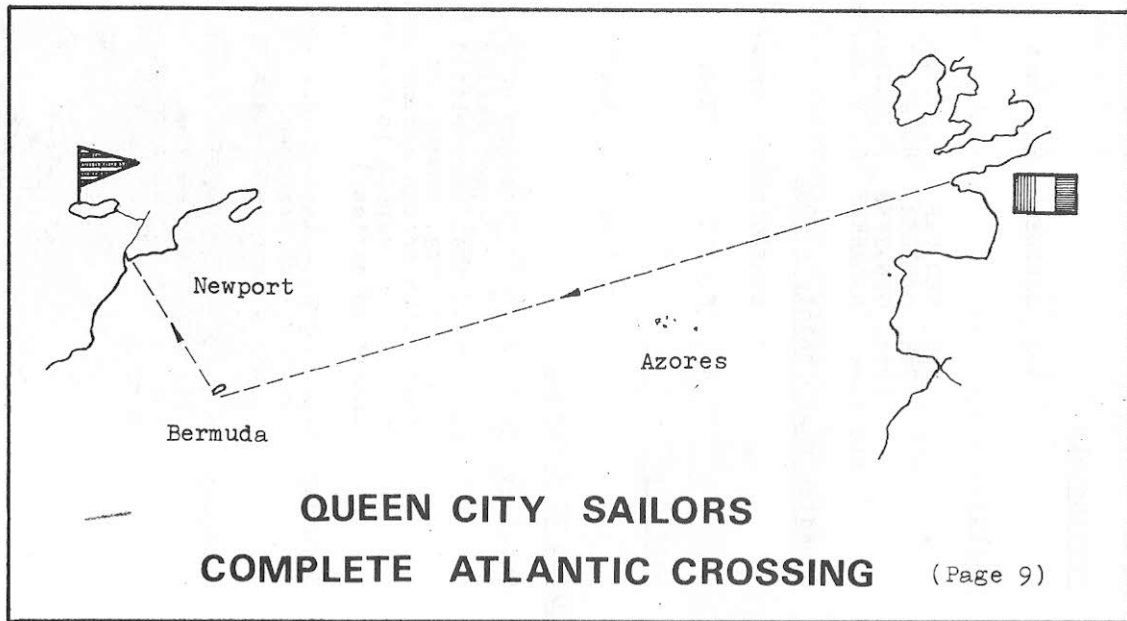 Newport
Azores
Bermuda
QUEEN CITY SAILORS
COMPLETE ATLANTIC CROSSING (Page 9)